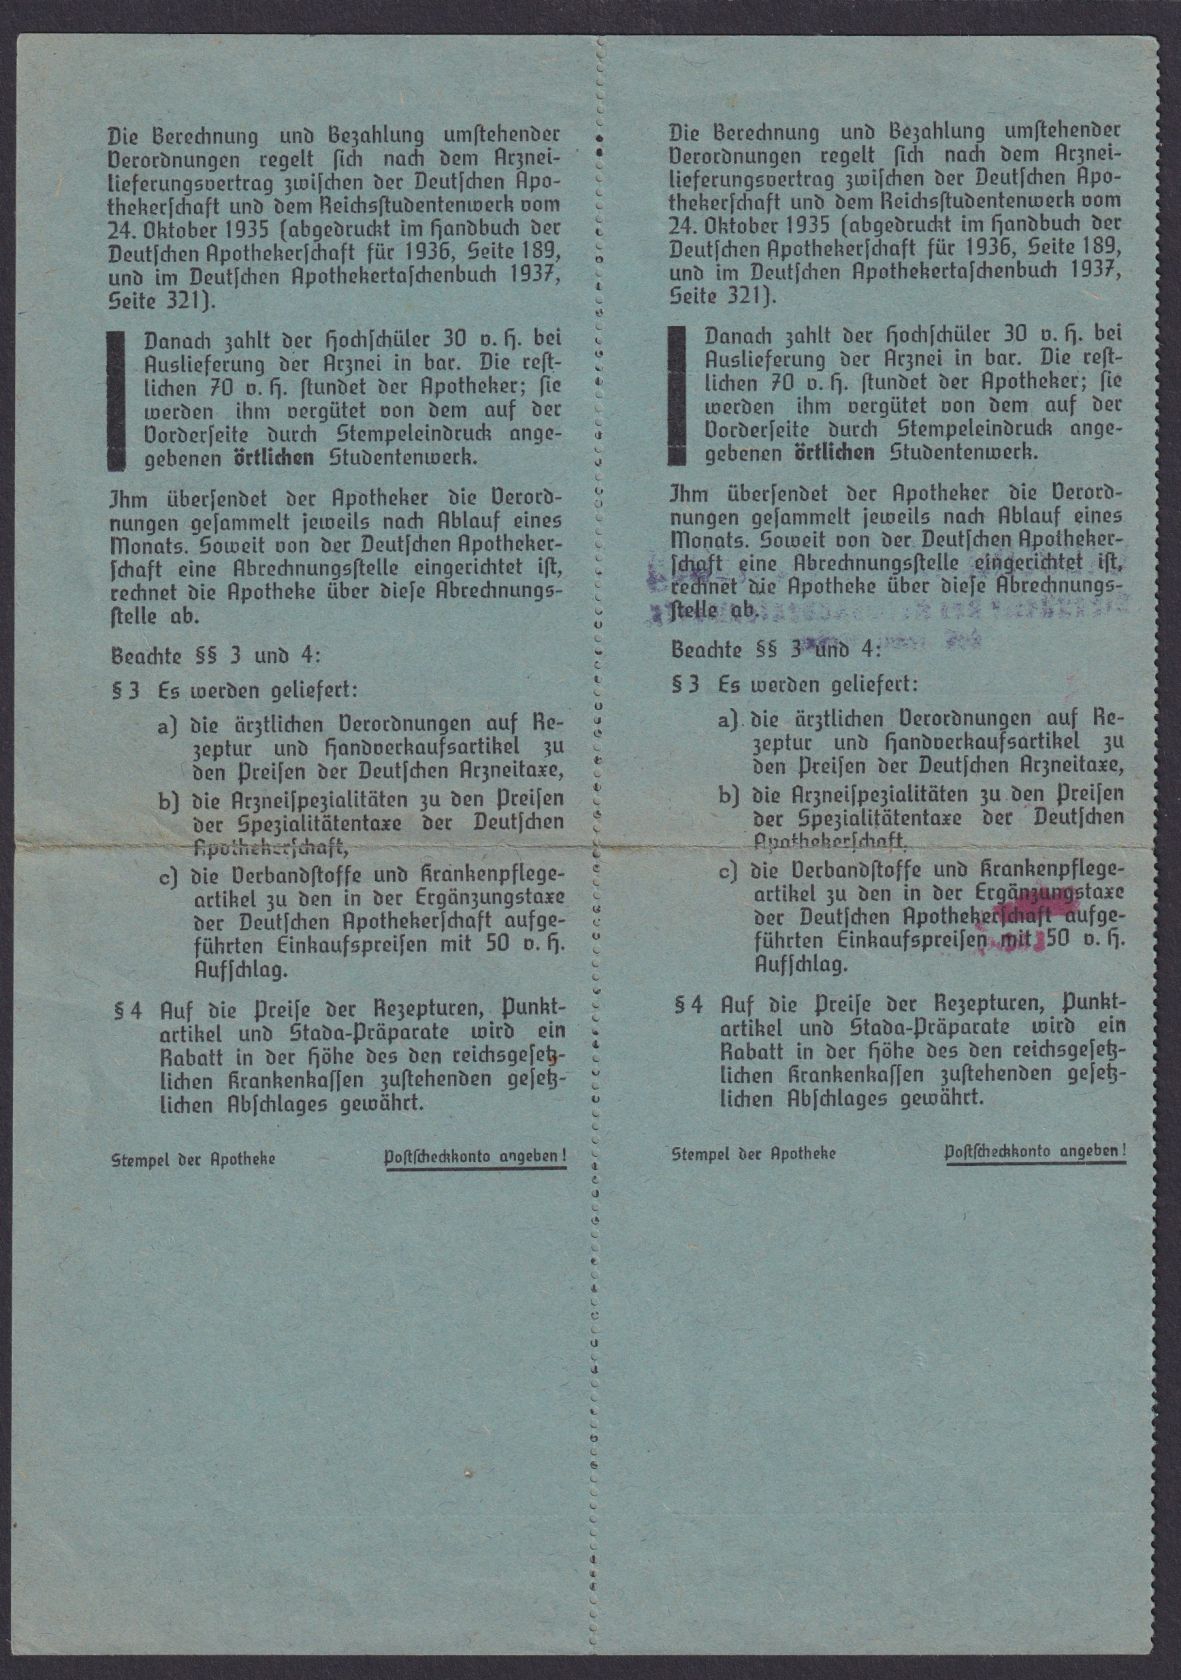 Die Berechnung und Bezahlung umstehender
Verordnungen regelt sich nach dem Arznei-
lieferungsvertrag zwischen der Deutschen Apo-
thekerschaft und dem Reichsstudentenwerk vom
24. Oktober 1935 (abgedruckt im Handbuch der
Deutschen Apothekerschaft für 1936, Seite 189,
und im Deutschen Apothekertaschenbuch 1937,
Seite 321).
Danach zahlt der Hochschüler 30 v. H. bei
Auslieferung der Arznei in bar. Die rest-
lichen 70 v. H. stundet der Apotheker; sie
werden ihm vergütet von dem auf der
Vorderseite durch Stempeleindruck ange-
gebenen örtlichen Studentenwerk.
Ihm übersendet der Apotheker die Verord-
nungen gesammelt jeweils nach Ablauf eines
Monats. Soweit von der Deutschen Apotheker-
schaft eine Abrechnungsstelle eingerichtet ist,
rechnet die Apotheke über diese Abrechnungs-
stelle ab.
Beachte §§ 3 und 4:
§ 3 Es werden geliefert:
a) die ärztlichen Verordnungen auf Re-
zeptur und Handverkaufsartikel zu
den Preisen der Deutschen Arzneitaxe,
b) die Arzneispezialitäten zu den Preisen
der Spezialitätentaxe der Deutschen
Apothekerschaft,
c) die Verbandstoffe und Krankenpflege-
artikel zu den in der Ergänzungstaxe
der Deutschen Apothekerschaft aufge-
führten Einkaufspreisen mit 50 v. H.
Aufschlag.
§ 4 Auf die Preise der Rezepturen, Punkt-
artikel und Stada-Präparate wird ein
Rabatt in der Höhe des den reichsgesetz-
lichen Krankenkassen zustehenden gesetz-
lichen Abschlages gewährt.
Stempel der Apotheke Postscheckkonto angeben!
Die Berechnung und Bezahlung umstehender
Verordnungen regelt sich nach dem Arznei-
lieferungsvertrag zwischen der Deutschen Apo-
thekerschaft und dem Reichsstudentenwerk vom
24. Oktober 1935 (abgedruckt im Handbuch der
Deutschen Apothekerschaft für 1936, Seite 189,
und im Deutschen Apothekertaschenbuch 1937,
Seite 321).
Danach zahlt der Hochschüler 30 v. H. bei
Auslieferung der Arznei in bar. Die rest-
lichen 70 v. H. stundet der Apotheker; sie
werden ihm vergütet von dem auf der
Vorderseite durch Stempeleindruck ange-
gebenen örtlichen Studentenwerk.
Ihm übersendet der Apotheker die Verord-
nungen gesammelt jeweils nach Ablauf eines
Monats. Soweit von der Deutschen Apotheker-
schaft eine Abrechnungsstelle eingerichtet ist,
rechnet die Apotheke über diese Abrechnungs-
stelle ab.
Beachte §§ 3 und 4:
§ 3 Es werden geliefert:
a) die ärztlichen Verordnungen auf Re-
zeptur und Handverkaufsartikel zu
den Preisen der Deutschen Arzneitaxe,
b) die Arzneispezialitäten zu den Preisen
der Spezialitätentaxe der Deutschen
Apothekerschaft,
c) die Verbandstoffe und Krankenpflege-
artikel zu den in der Ergänzungstaxe
der Deutschen Apothekerschaft aufge-
führten Einkaufspreisen mit 50 v. H.
Aufschlag.
§ 4 Auf die Preise der Rezepturen, Punkt-
artikel und Stada-Präparate wird ein
Rabatt in der Höhe des den reichsgesetz-
lichen Krankenkassen zustehenden gesetz-
lichen Abschlages gewährt.
Stempel der Apotheke Postscheckkonto angeben!